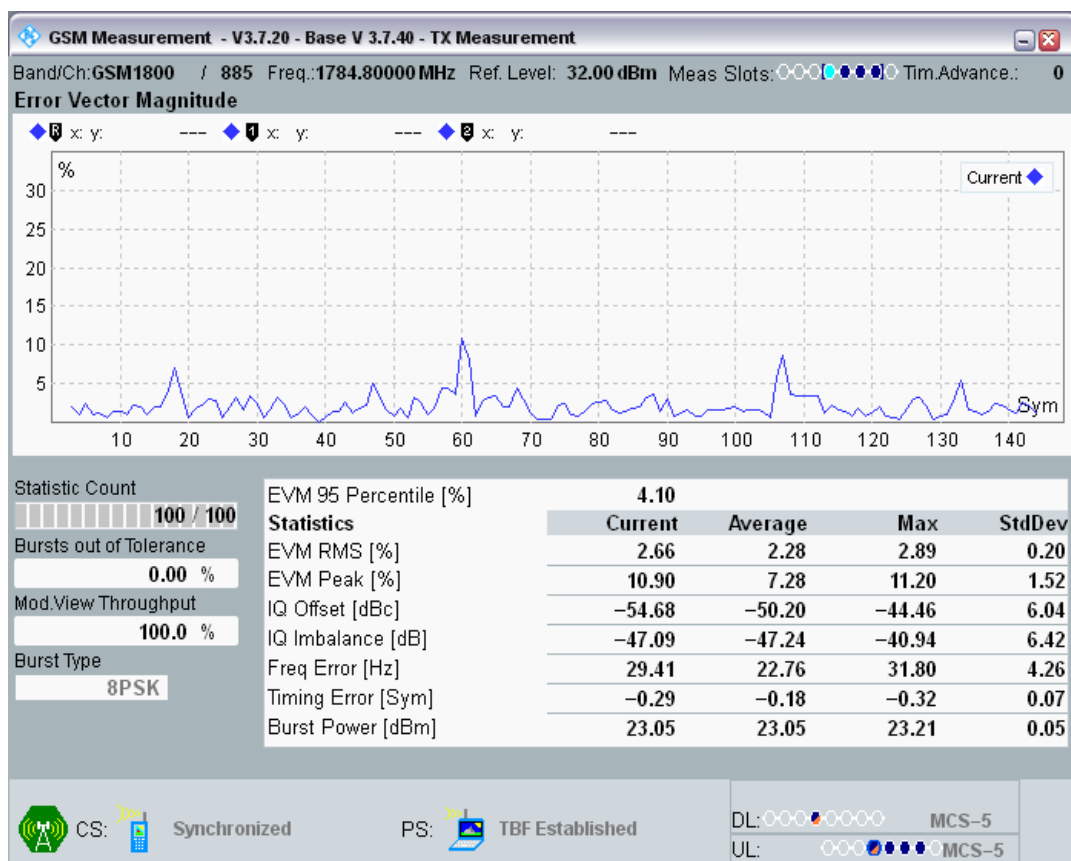 GSM Measurement - V3.7.20 - Base V 3.7.40 - TX Measurement
Band/Ch:GSM1800 / 885 Freq.:1784.80000 MHz Ref. Level: 32.00 dBm Meas Slots: Tim.Advance.: 0
Error Vector Magnitude
R x: y: --- 1 x: y: --- 2 x: y: ---
%
Current
30
25
20
15
10
5
Sym
10 20 30 40 50 60 70 80 90 100 110 120 130 140
Statistic Count
100 / 100
Bursts out of Tolerance
0.00 %
Mod.View Throughput
100.0 %
Burst Type
8PSK
EVM 95 Percentile [%] 4.10
Statistics Current Average Max StdDev
EVM RMS [%] 2.66 2.28 2.89 0.20
EVM Peak [%] 10.90 7.28 11.20 1.52
IQ Offset [dBc] −54.68 −50.20 −44.46 6.04
IQ Imbalance [dB] −47.09 −47.24 −40.94 6.42
Freq Error [Hz] 29.41 22.76 31.80 4.26
Timing Error [Sym] −0.29 −0.18 −0.32 0.07
Burst Power [dBm] 23.05 23.05 23.21 0.05
CS: Synchronized PS: TBF Established
DL: MCS−5
UL: MCS−5